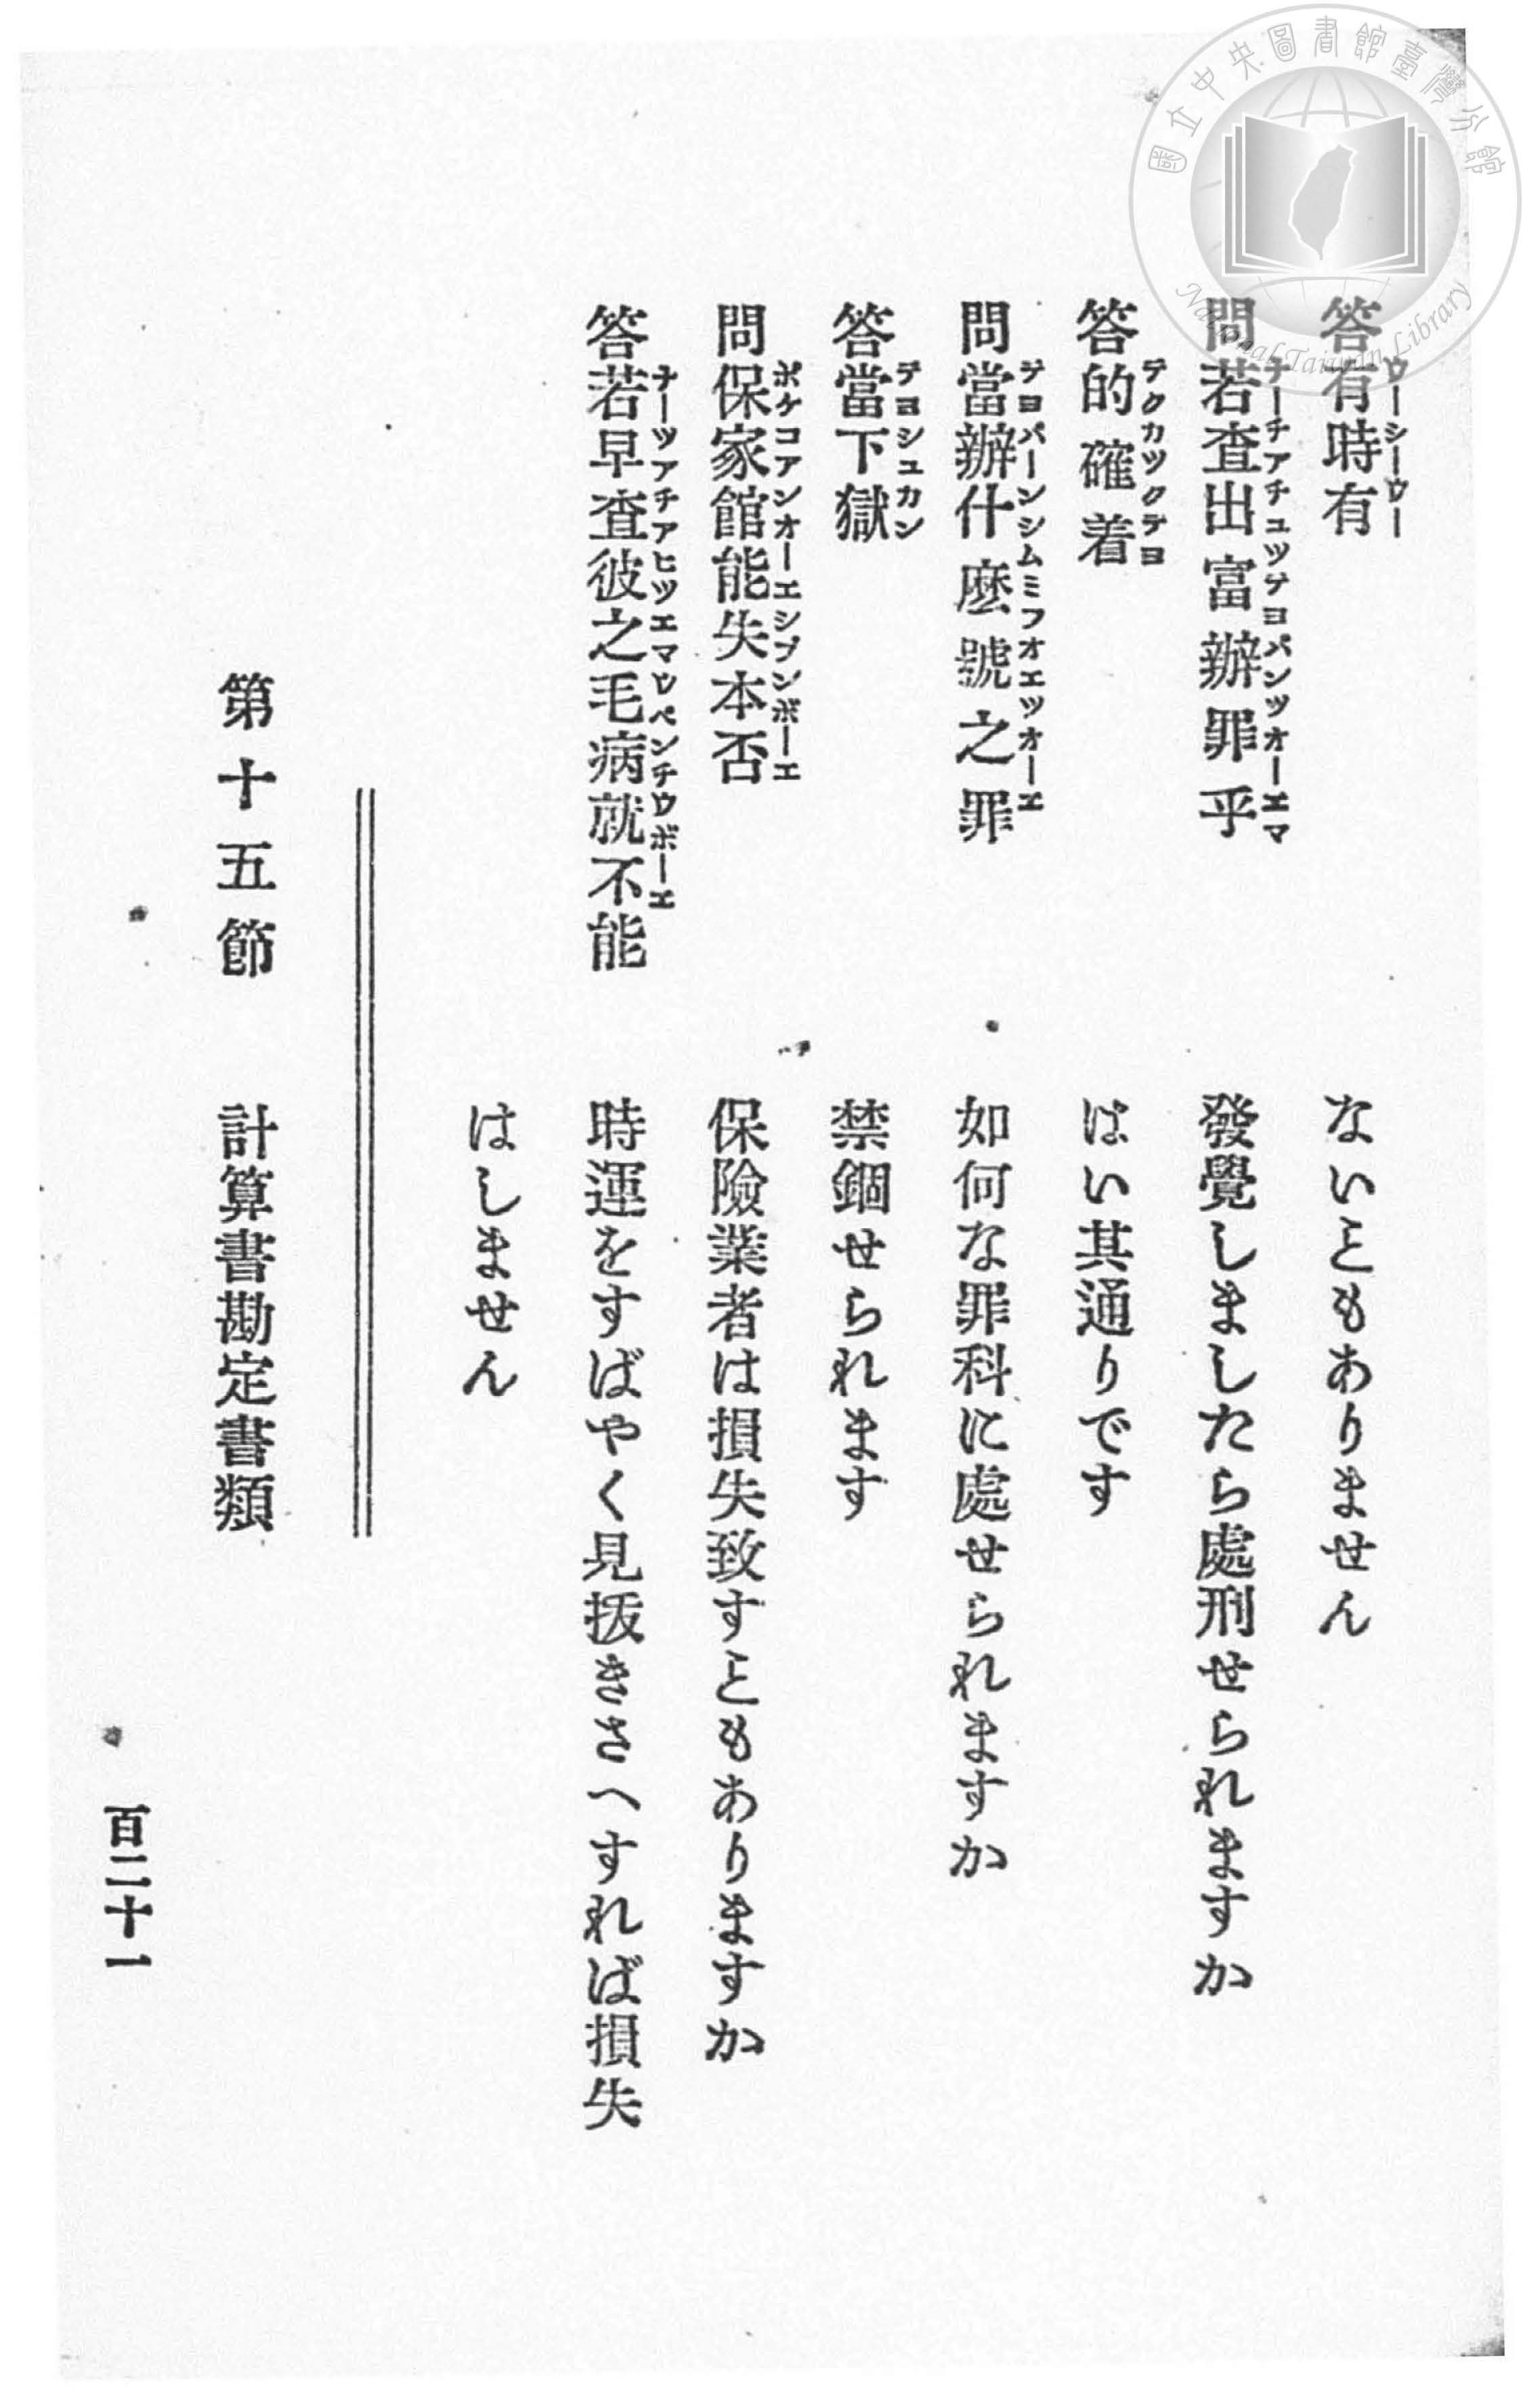 國立中央圖書館臺灣分館
National Taiwan Library
答有時有
ウーシーウー
ないこともありません
問若査出富辦罪乎
ナーチアチュツテヨパンツオーエマ
發覺しましたら處刑せられますか
答的確着
テクカツクテヨ
はい其通りです
問當辦什麽號之罪
テヨパーンシムミフオエツオーエ
如何な罪科に處せられますか
答當下獄
テヨシュカン
禁錮せられます
問保家館能失本否
ポケコアンオーエシプンボーエ
保險業者は損失致すこともありますか
答若早査彼之毛病就不能
ナーツアチアヒツエマウペンチウボーエ
時運をすばやく見抜きさへすれば損失
はしません
第十五節 計算書勘定書類
百二十一